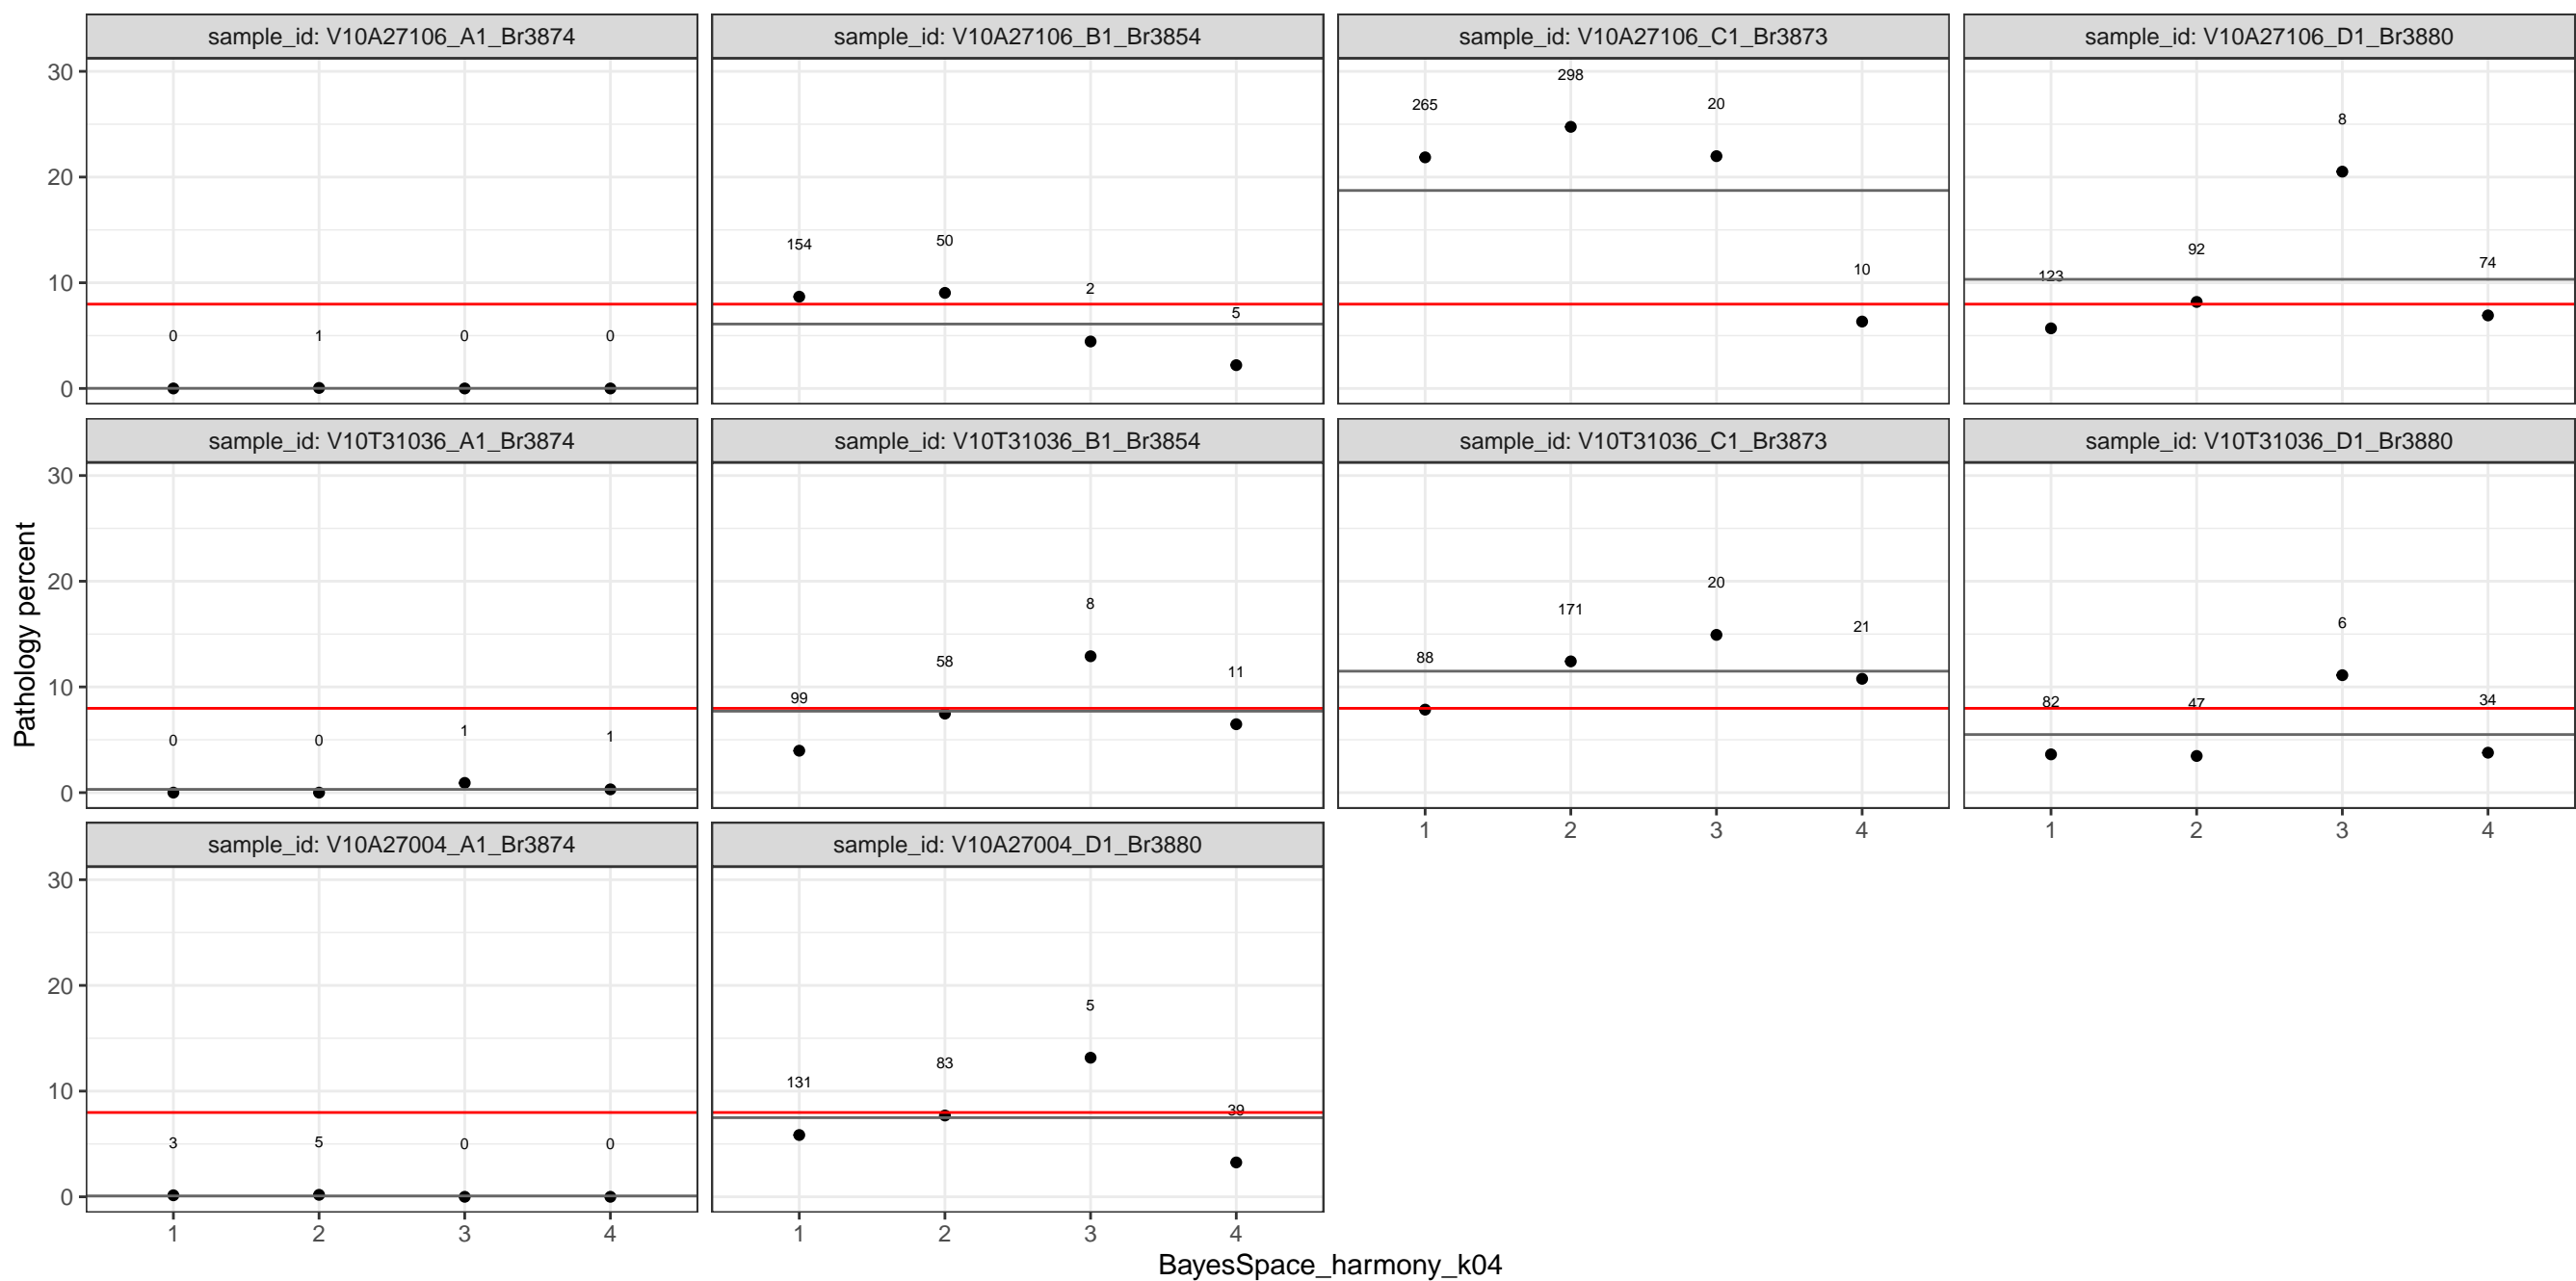 sample_id: V10A27106_A1_Br3874
sample_id: V10A27106_B1_Br3854
sample_id: V10A27106_C1_Br3873
sample_id: V10A27106_D1_Br3880
30
20
10
0
0 1 0 0
154 50 2 5
265 298 20 10
123 92 8 74
sample_id: V10T31036_A1_Br3874
sample_id: V10T31036_B1_Br3854
sample_id: V10T31036_C1_Br3873
sample_id: V10T31036_D1_Br3880
Pathology percent
30
20
10
0
0 0 1 1
99 58 8 11
88 171 20 21
82 47 6 34
1 2 3 4
1 2 3 4
sample_id: V10A27004_A1_Br3874
sample_id: V10A27004_D1_Br3880
30
20
10
0
3 5 0 0
131 83 5 39
1 2 3 4
1 2 3 4
BayesSpace_harmony_k04